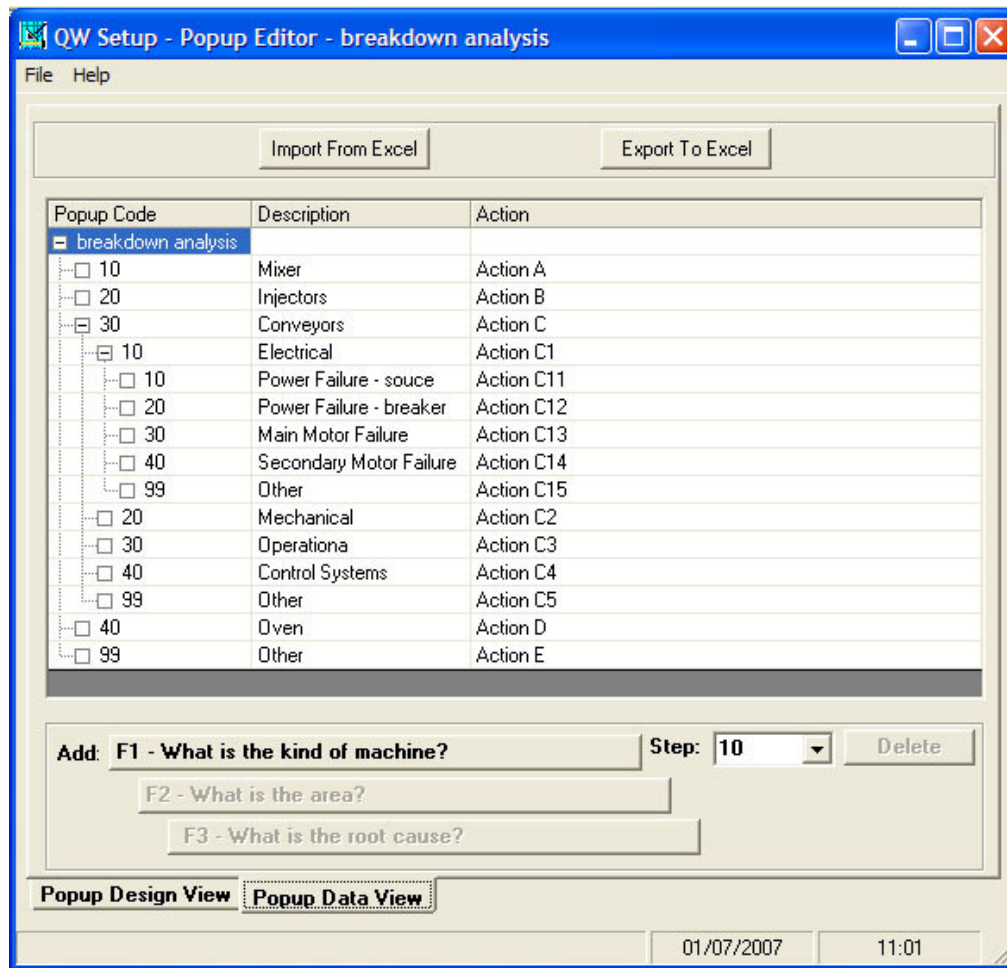 QW Setup - Popup Editor - breakdown analysis
File Help
Import From Excel Export To Excel
Popup Code Description Action
breakdown analysis
10 Mixer Action A
20 Injectors Action B
30 Conveyors Action C
10 Electrical Action C1
10 Power Failure - souce Action C11
20 Power Failure - breaker Action C12
30 Main Motor Failure Action C13
40 Secondary Motor Failure Action C14
99 Other Action C15
20 Mechanical Action C2
30 Operationa Action C3
40 Control Systems Action C4
99 Other Action C5
40 Oven Action D
99 Other Action E
Add: F1 - What is the kind of machine? Step: 10 Delete
F2 - What is the area?
F3 - What is the root cause?
Popup Design View Popup Data View
01/07/2007 11:01